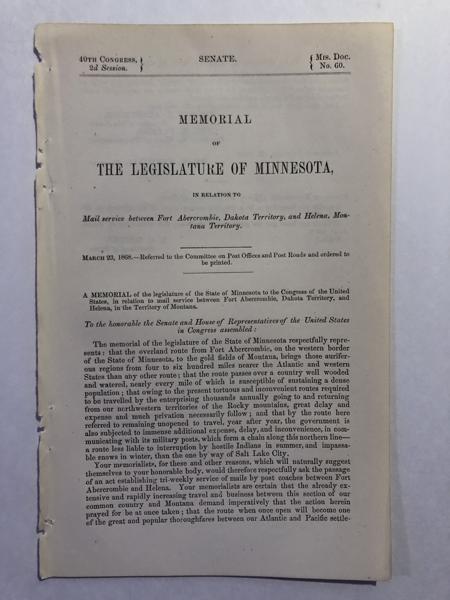 40TH CONGRESS, } SENATE. { MIS. DOC.
2d Session. } { No. 60.
MEMORIAL
OF
THE LEGISLATURE OF MINNESOTA,
IN RELATION TO
Mail service between Fort Abercrombie, Dakota Territory, and Helena, Mon-
tana Territory.
MARCH 23, 1868.—Referred to the Committee on Post Offices and Post Roads and ordered to
be printed.
A MEMORIAL of the legislature of the State of Minnesota to the Congress of the United
States, in relation to mail service between Fort Abercrombie, Dakota Territory, and
Helena, in the Territory of Montana.
To the honorable the Senate and House of Representatives of the United States
in Congress assembled:
The memorial of the legislature of the State of Minnesota respectfully repre-
sents: that the overland route from Fort Abercrombie, on the western border
of the State of Minnesota, to the gold fields of Montana, brings those aurifer-
ous regions from four to six hundred miles nearer the Atlantic and western
States than any other route; that the route passes over a country well wooded
and watered, nearly every mile of which is susceptible of sustaining a dense
population; that owing to the present tortuous and inconvenient routes required
to be travelled by the enterprising thousands annually going to and returning
from our northwestern territories of the Rocky mountains, great delay and
expense and much privation necessarily follow; and that by the route here
referred to remaining unopened to travel, year after year, the government is
also subjected to immense additional expense, delay, and inconvenience, in com-
municating with its military posts, which form a chain along this northern line—
a route less liable to interruption by hostile Indians in summer, and impassa-
ble snows in winter, than the one by way of Salt Lake City.
Your memorialists, for these and other reasons, which will naturally suggest
themselves to your honorable body, would therefore respectfully ask the passage
of an act establishing tri-weekly service of mails by post coaches between Fort
Abercrombie and Helena. Your memorialists are certain that the already ex-
tensive and rapidly increasing travel and business between this section of our
common country and Montana demand imperatively that the action herein
prayed for be at once taken; that the route when once open will become one
of the great and popular thoroughfares between our Atlantic and Pacific settle-